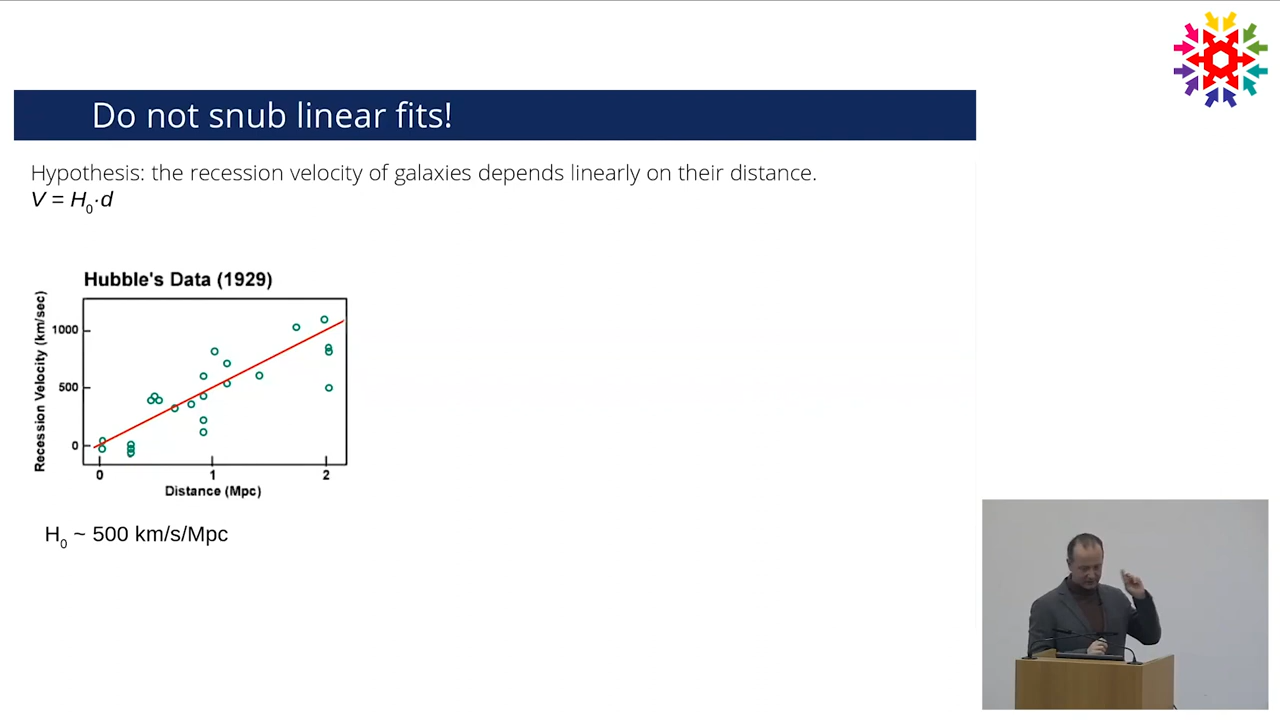 Do not snub linear fits!
Hypothesis: the recession velocity of galaxies depends linearly on their distance.
V = H₀·d
Hubble's Data (1929)
Recession Velocity (km/sec)
1000
500
0
0 1 2
Distance (Mpc)
H₀ ~ 500 km/s/Mpc